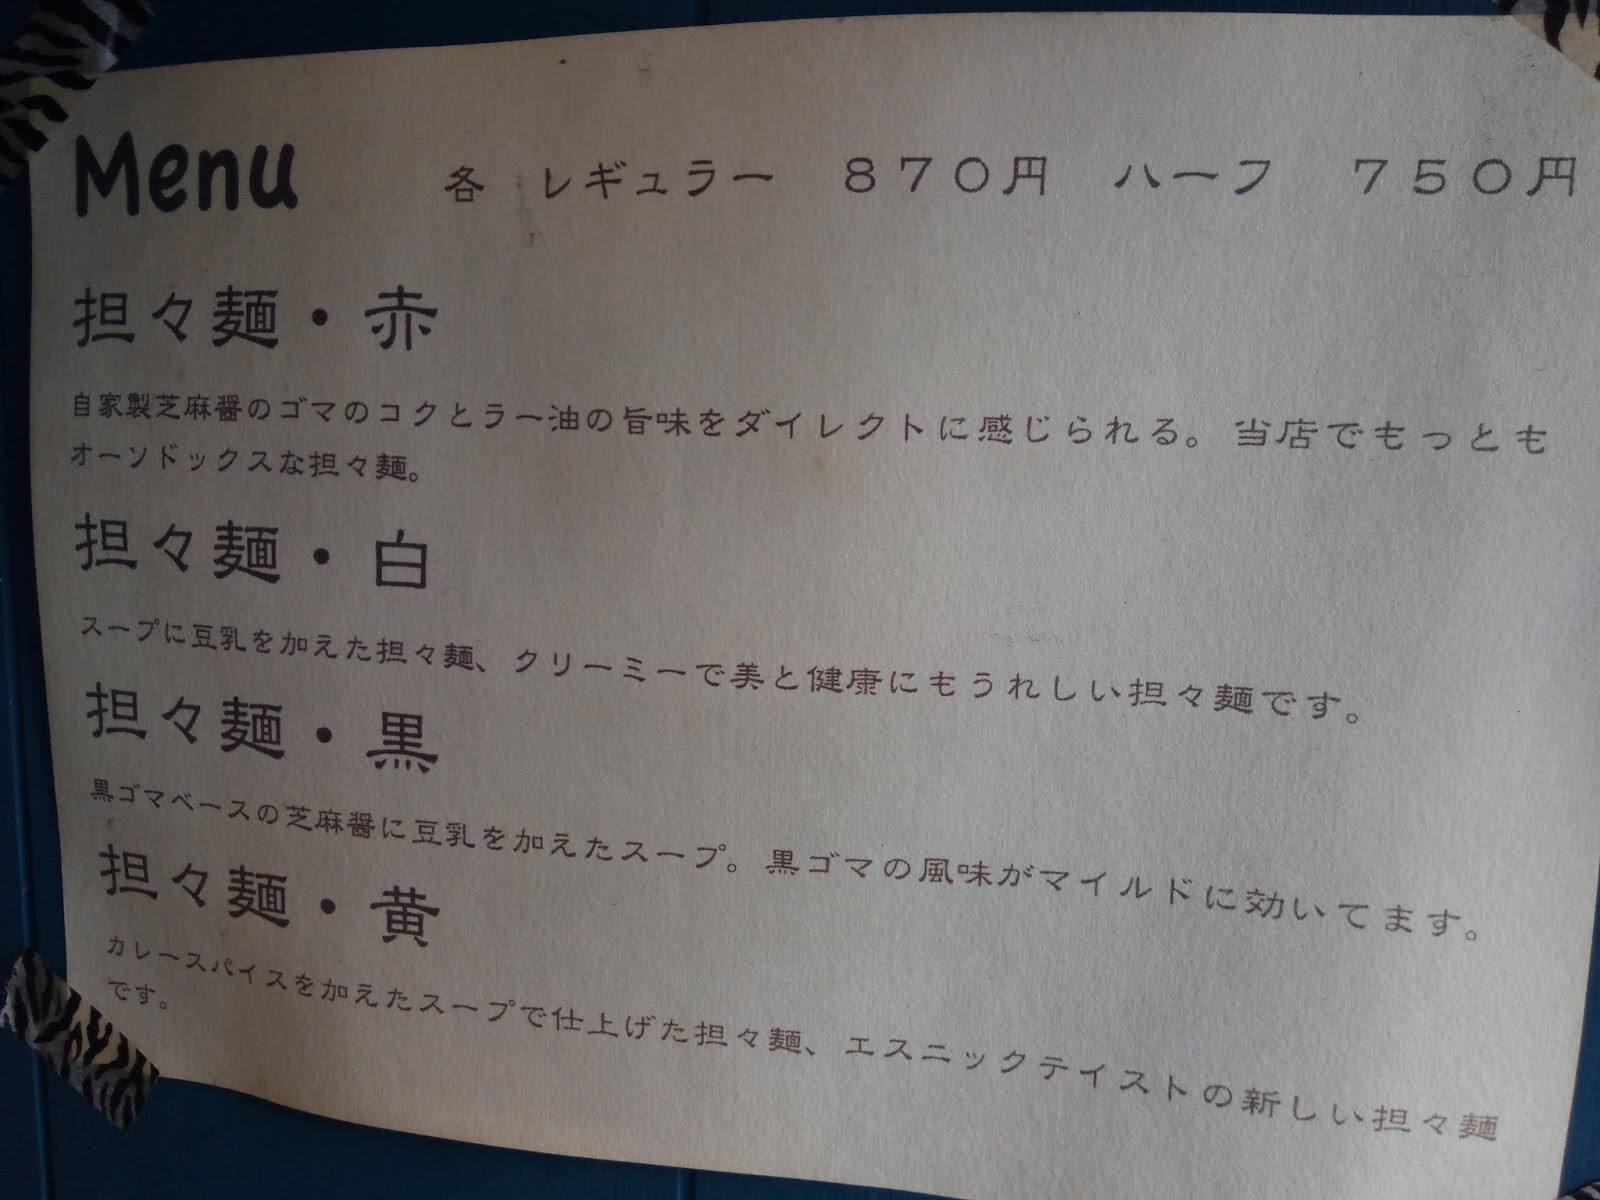 Menu 各 レギュラー ８７０円 ハーフ ７５０円
担々麺・赤
自家製芝麻醤のゴマのコクとラー油の旨味をダイレクトに感じられる。当店でもっとも
オーソドックスな担々麺。
担々麺・白
スープに豆乳を加えた担々麺、クリーミーで美と健康にもうれしい担々麺です。
担々麺・黒
黒ゴマベースの芝麻醤に豆乳を加えたスープ。黒ゴマの風味がマイルドに効いてます。
担々麺・黄
カレースパイスを加えたスープで仕上げた担々麺、エスニックテイストの新しい担々麺
です。